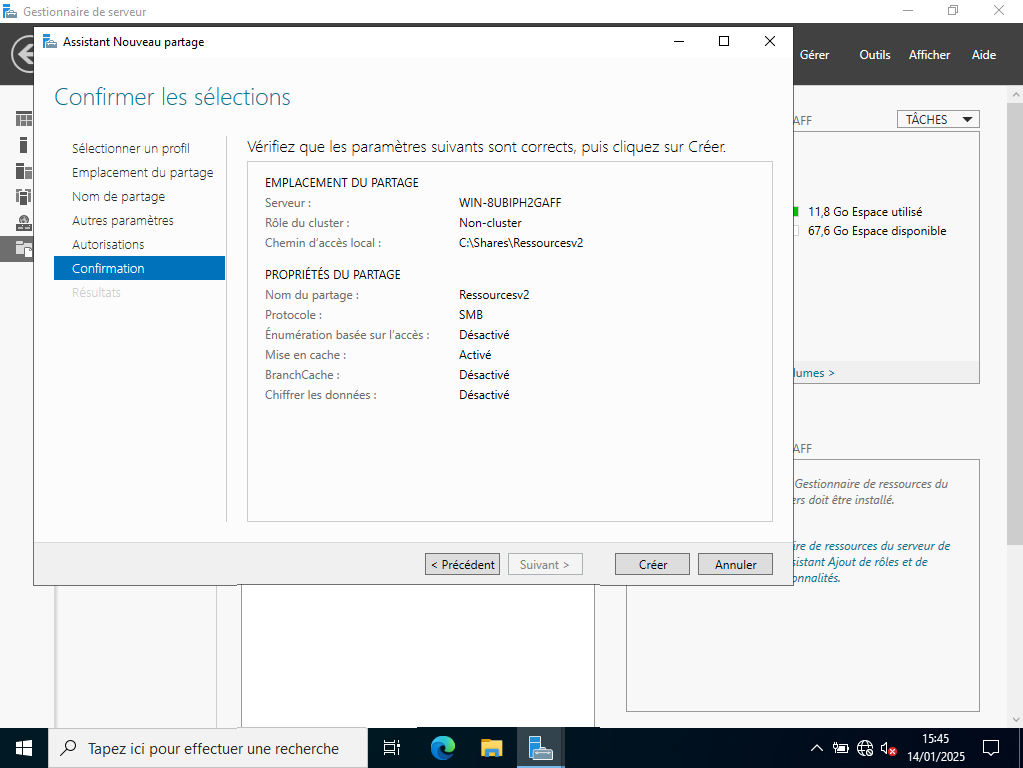 Gestionnaire de serveur
Assistant Nouveau partage
Gérer Outils Afficher Aide
Confirmer les sélections
AFF
TÂCHES
Sélectionner un profil
Emplacement du partage
Nom de partage
Autres paramètres
Autorisations
Confirmation
Résultats
Vérifiez que les paramètres suivants sont corrects, puis cliquez sur Créer.
EMPLACEMENT DU PARTAGE
Serveur : WIN-8UBIPH2GAFF
Rôle du cluster : Non-cluster
Chemin d’accès local : C:\Shares\Ressourcesv2
PROPRIÉTÉS DU PARTAGE
Nom du partage : Ressourcesv2
Protocole : SMB
Énumération basée sur l’accès : Désactivé
Mise en cache : Activé
BranchCache : Désactivé
Chiffrer les données : Désactivé
11,8 Go Espace utilisé
67,6 Go Espace disponible
lumes >
AFF
Gestionnaire de ressources du
ers doit être installé.
ire de ressources du serveur de
sistant Ajout de rôles et de
onnalités.
< Précédent Suivant > Créer Annuler
Tapez ici pour effectuer une recherche
15:45
14/01/2025